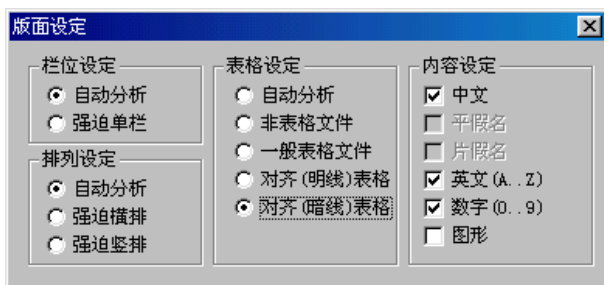 版面设定
栏位设定
自动分析
强迫单栏
排列设定
自动分析
强迫横排
强迫竖排
表格设定
自动分析
非表格文件
一般表格文件
对齐(明线)表格
对齐(暗线)表格
内容设定
中文
平假名
片假名
英文(A..Z)
数字(0..9)
图形